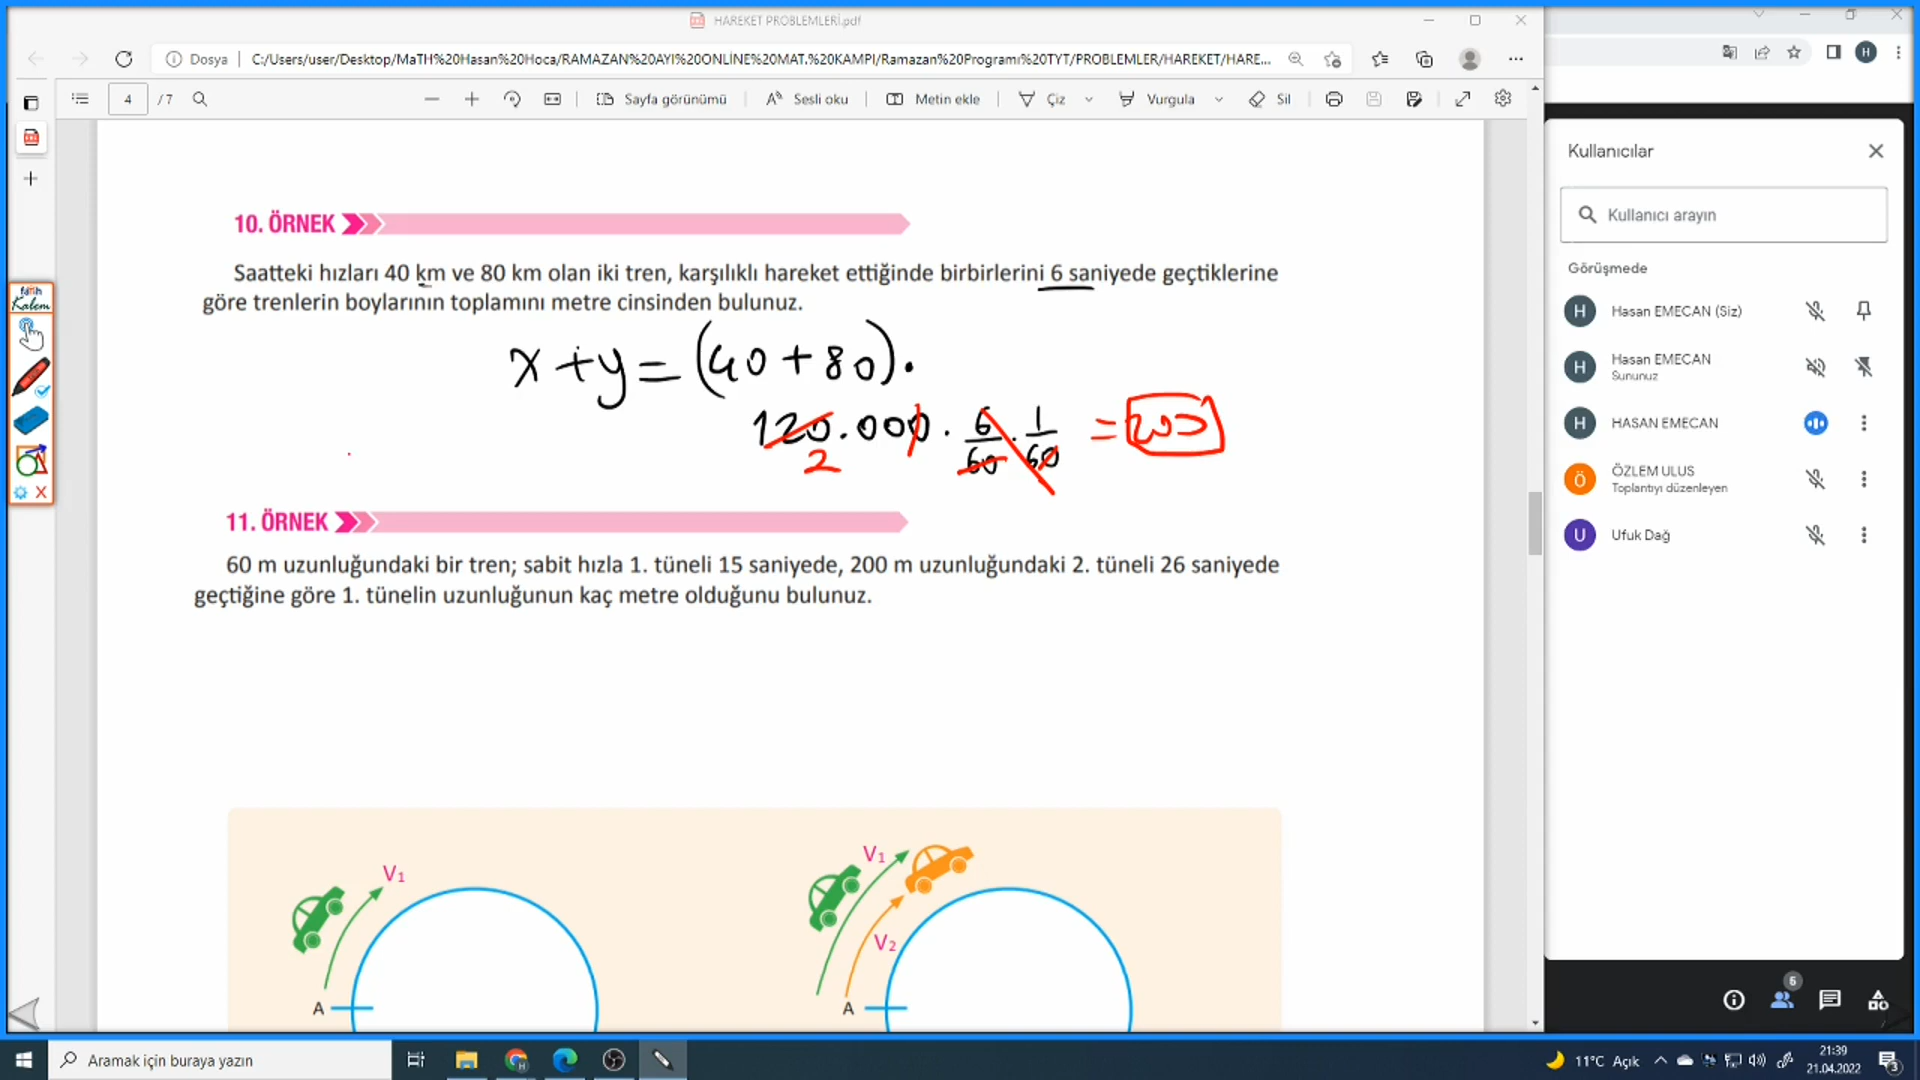 HAREKET PROBLEMLERİ.pdf
Dosya
C:/Users/user/Desktop/MaTH%20Hasan%20Hoca/RAMAZAN%20AYI%20ONLİNE%20MAT.%20KAMPI/Ramazan%20Programı%20TYT/PROBLEMLER/HAREKET/HARE...
H
4 /7
Sayfa görünümü
Sesli oku
Metin ekle
Çiz
Vurgula
Sil
fatih
Kalem
10. ÖRNEK
Saatteki hızları 40 km ve 80 km olan iki tren, karşılıklı hareket ettiğinde birbirlerini 6 saniyede geçtiklerine
göre trenlerin boylarının toplamını metre cinsinden bulunuz.
x + y = (40 + 80) .
120.000 . 6/60 . 1/60 = 200
2
11. ÖRNEK
60 m uzunluğundaki bir tren; sabit hızla 1. tüneli 15 saniyede, 200 m uzunluğundaki 2. tüneli 26 saniyede
geçtiğine göre 1. tünelin uzunluğunun kaç metre olduğunu bulunuz.
V1
A
V1
V2
A
Kullanıcılar
Kullanıcı arayın
Görüşmede
H Hasan EMECAN (Siz)
H Hasan EMECAN
Sununuz
H HASAN EMECAN
Ö ÖZLEM ULUS
Toplantıyı düzenleyen
U Ufuk Dağ
6
Aramak için buraya yazın
11°C Açık
21:39
21.04.2022
3